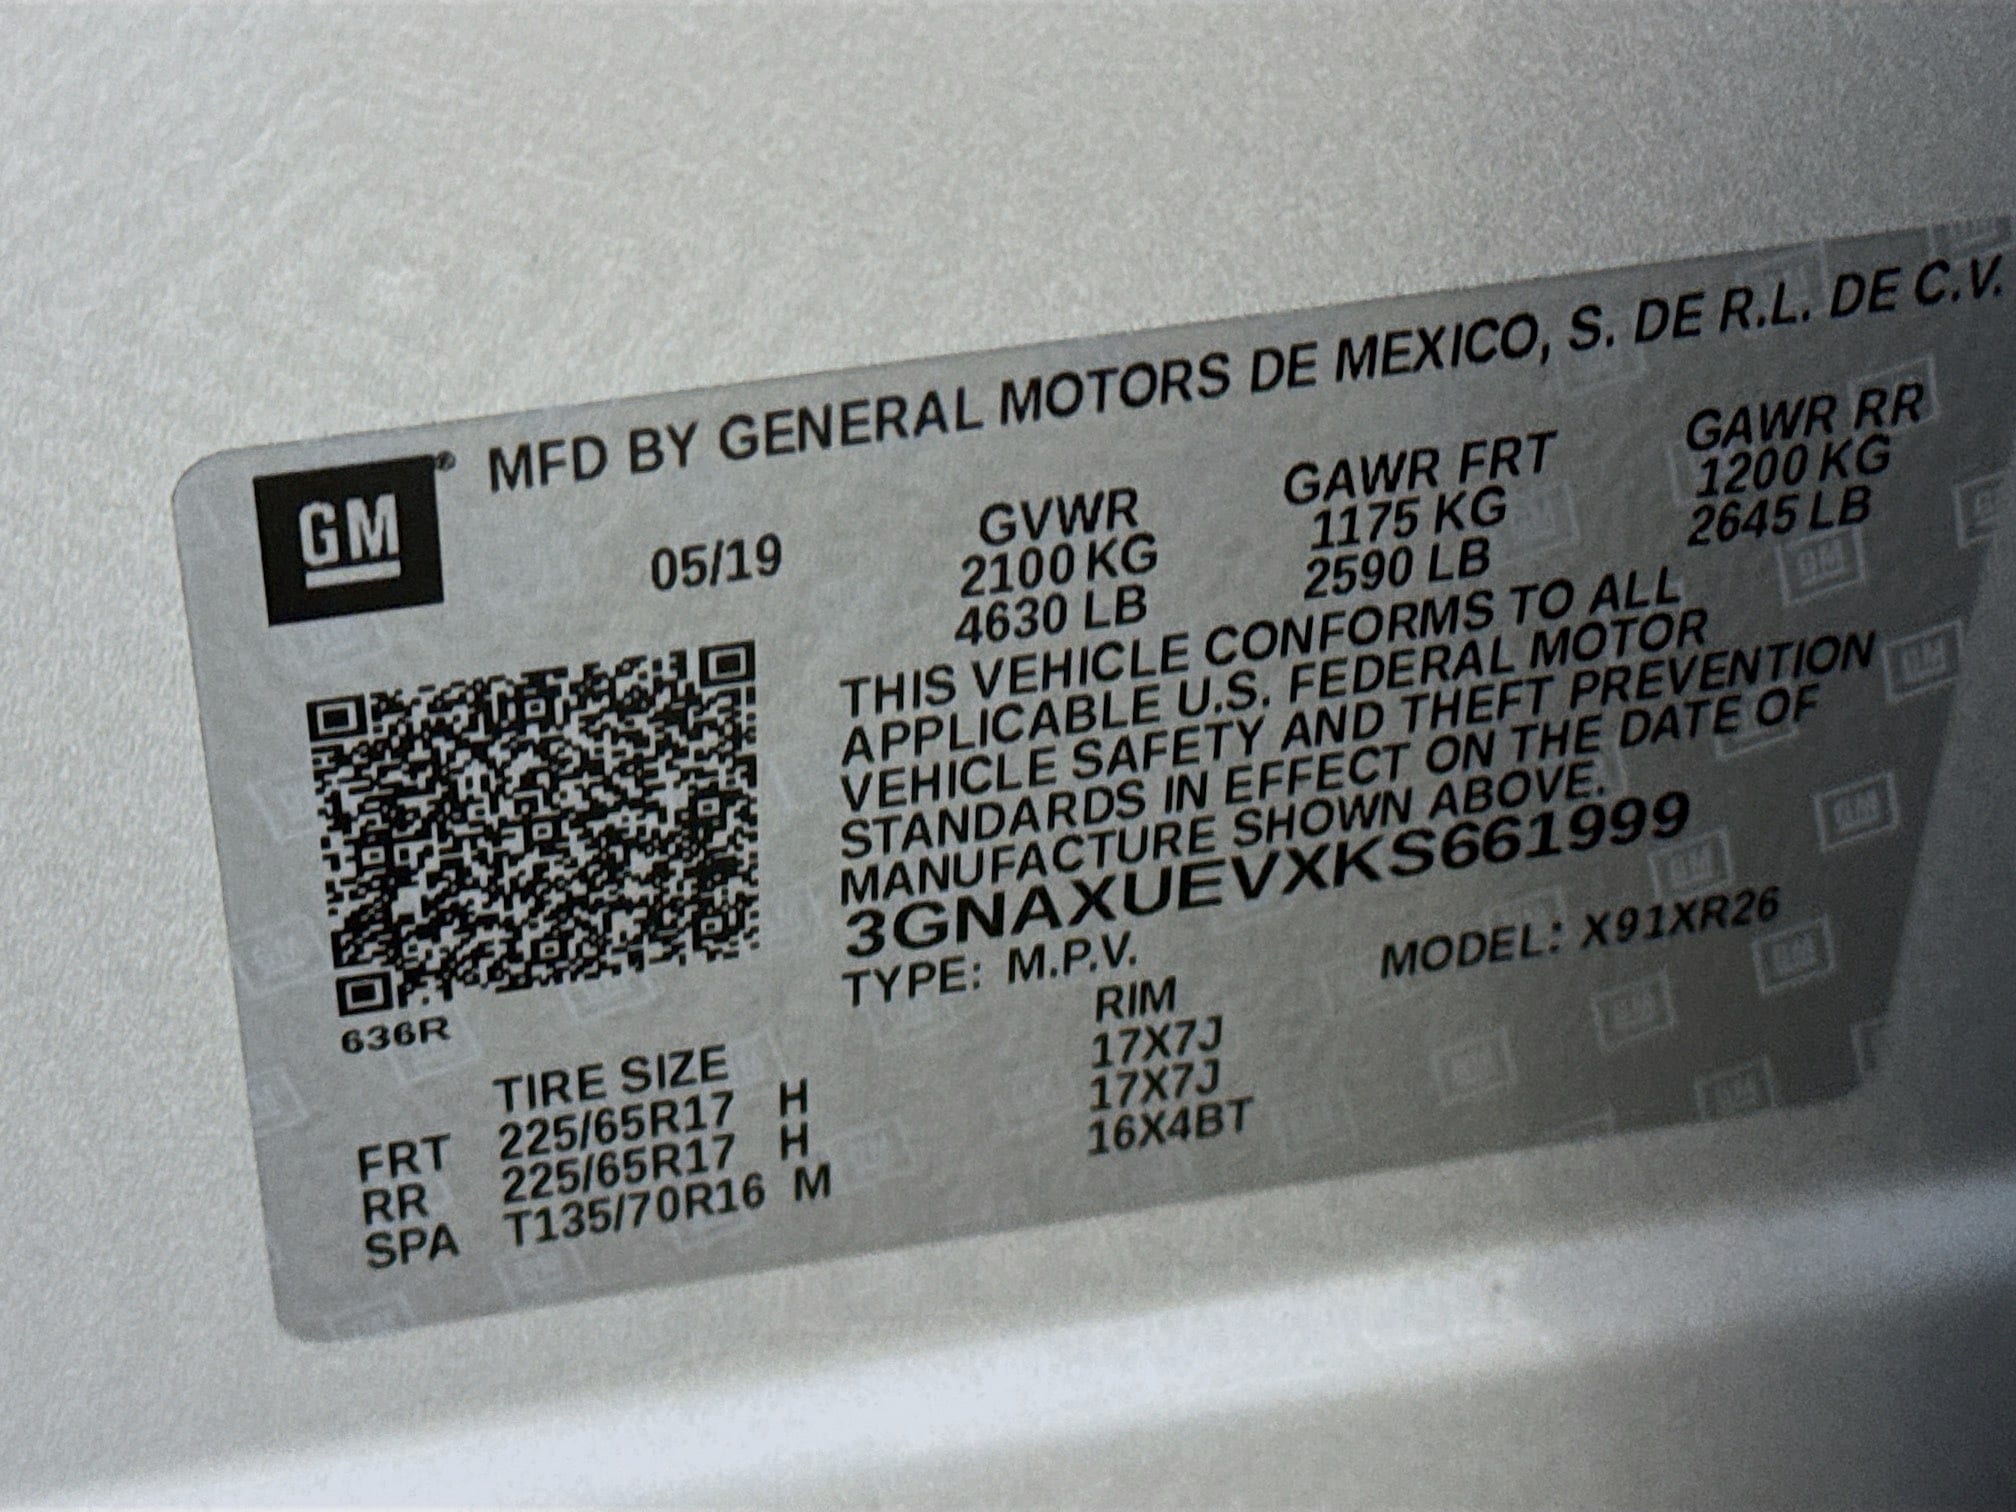 GM® MFD BY GENERAL MOTORS DE MEXICO, S. DE R.L. DE C.V.
05/19 GVWR GAWR FRT GAWR RR
2100 KG 1175 KG 1200 KG
4630 LB 2590 LB 2645 LB
THIS VEHICLE CONFORMS TO ALL
APPLICABLE U.S. FEDERAL MOTOR
VEHICLE SAFETY AND THEFT PREVENTION
STANDARDS IN EFFECT ON THE DATE OF
MANUFACTURE SHOWN ABOVE.
3GNAXUEVXKS661999
TYPE: M.P.V. MODEL: X91XR26
636R
TIRE SIZE RIM
FRT 225/65R17 H 17X7J
RR 225/65R17 H 17X7J
SPA T135/70R16 M 16X4BT